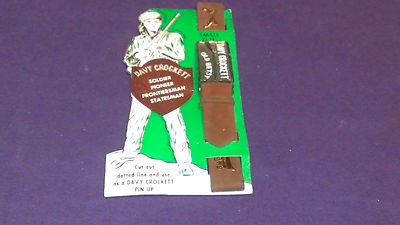 DAVY CROCKETT
SOLDIER
PIONEER
FRONTIERSMAN
STATESMAN
DAVY CROCKETT
Cut out
dotted line and use
as a DAVY CROCKETT
PIN UP